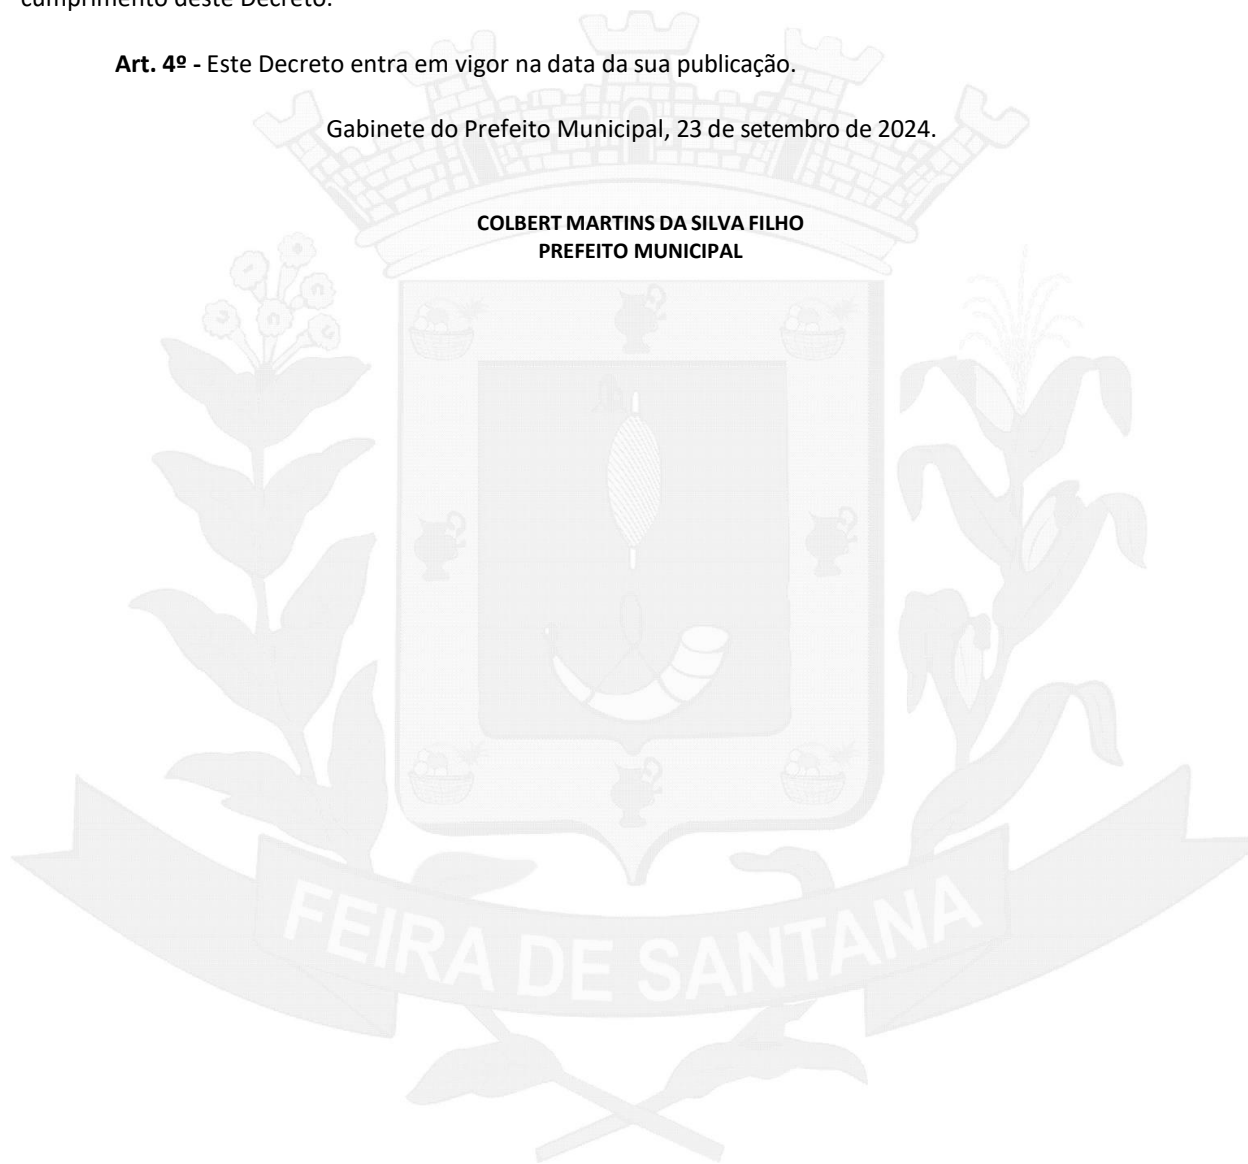 cumprimento deste Decreto.
Art. 4º - Este Decreto entra em vigor na data da sua publicação.
Gabinete do Prefeito Municipal, 23 de setembro de 2024.
COLBERT MARTINS DA SILVA FILHO
PREFEITO MUNICIPAL
FEIRA DE SANTANA